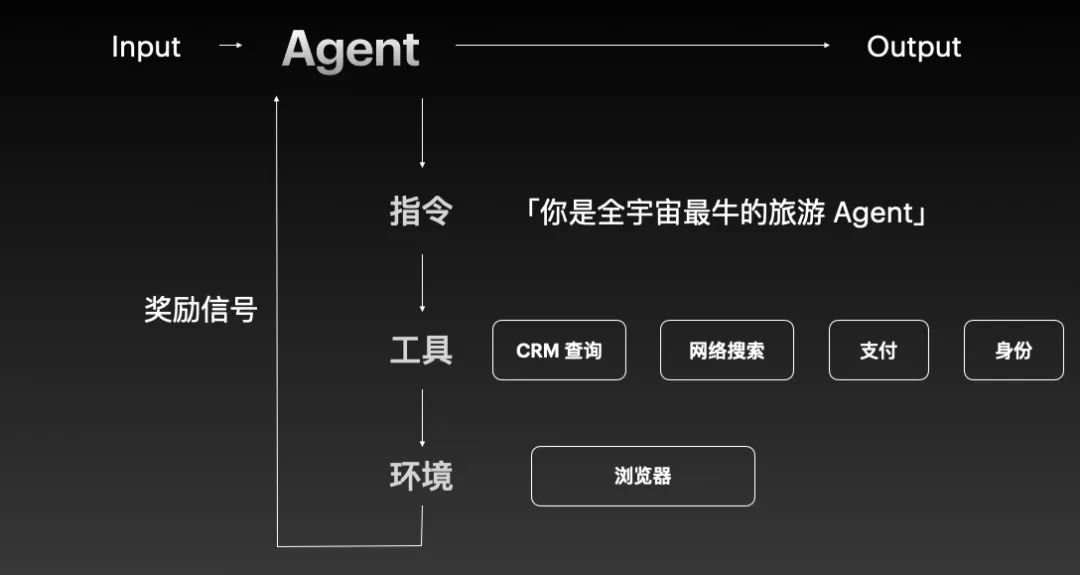 Input
Agent
Output
指令
「你是全宇宙最牛的旅游 Agent」
奖励信号
工具
CRM 查询
网络搜索
支付
身份
环境
浏览器